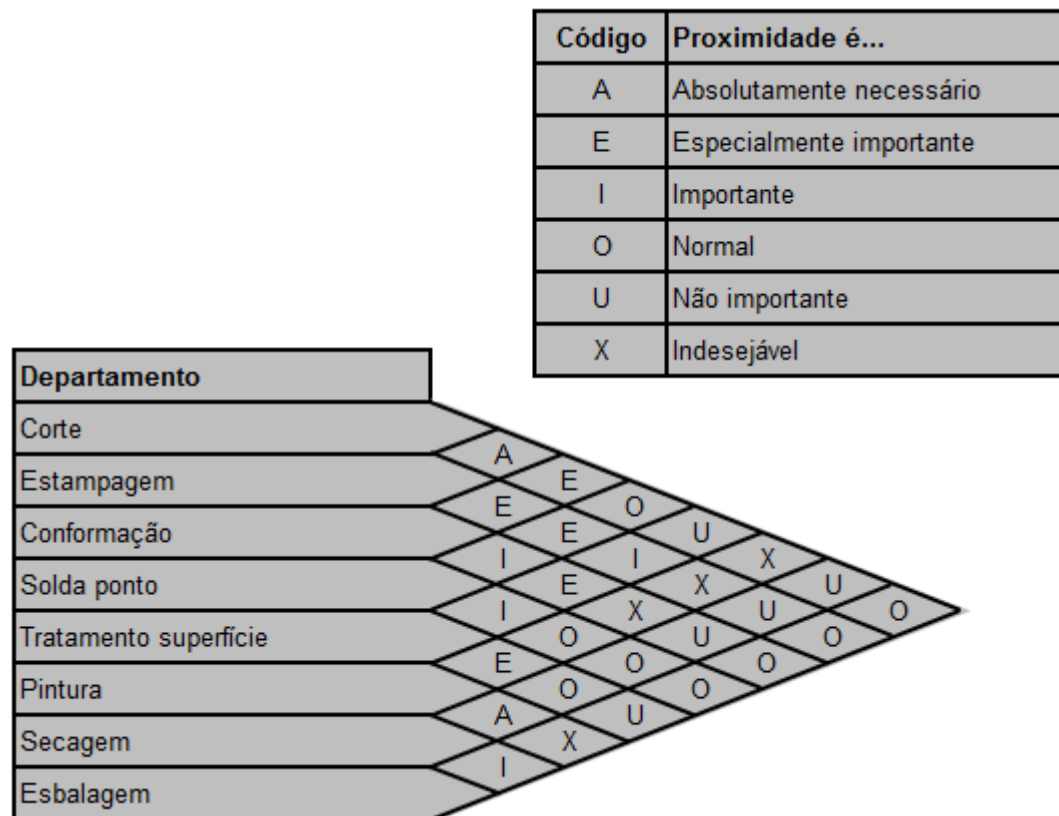 Código Proximidade é...
A Absolutamente necessário
E Especialmente importante
I Importante
O Normal
U Não importante
X Indesejável
Departamento
Corte
A
Estampagem E
E O
Conformação E U
I I X
Solda ponto E X U
I X U O
Tratamento superfície O U O
E O O
Pintura O O
A U
Secagem X
I
Esbalagem